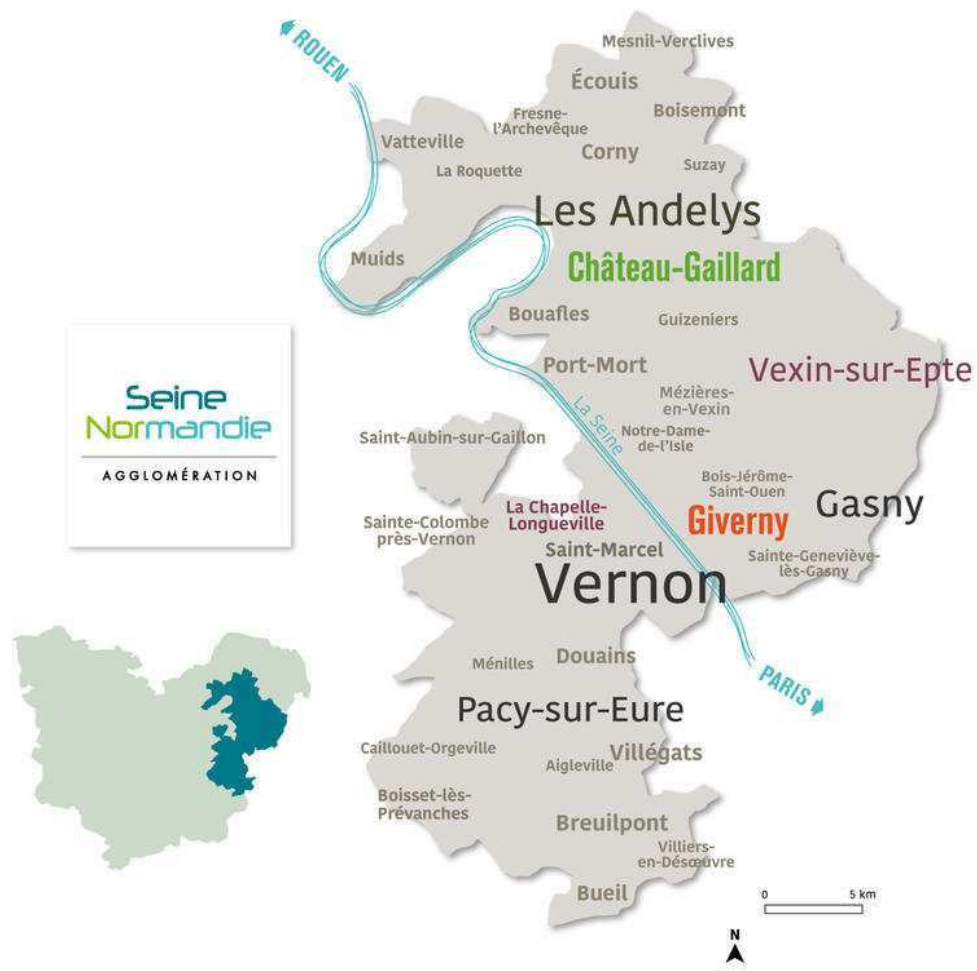 ROUEN
Mesnil-Verclives
Écouis
Boisemont
Fresne-
l'Archevêque
Vatteville
Corny
La Roquette
Suzay
Les Andelys
Muids
Château-Gaillard
Bouafles
Guizeniers
Port-Mort
Vexin-sur-Epte
Mézières-
en-Vexin
La Seine
Notre-Dame-
de-l'Isle
Saint-Aubin-sur-Gaillon
Bois-Jérôme-
Saint-Ouen
Gasny
La Chapelle-
Longueville
Giverny
Sainte-Colombe
près-Vernon
Saint-Marcel
Sainte-Geneviève-
lès-Gasny
Vernon
Ménilles
Douains
PARIS
Pacy-sur-Eure
Caillouet-Orgeville
Villégats
Aigleville
Boisset-lès-
Prévanches
Breuilpont
Villiers-
en-Désœuvre
Bueil
Seine
Normandie
AGGLOMÉRATION
0 5 km
N